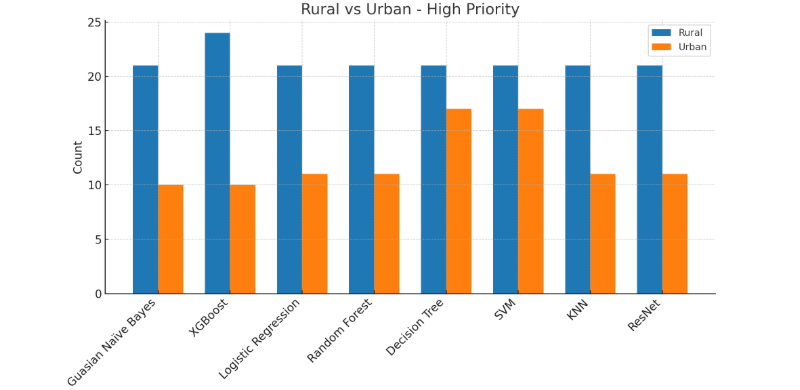 Rural vs Urban - High Priority
Rural
Urban
25
20
15
10
5
0
Count
Guasian Naïve Bayes
XGBoost
Logistic Regression
Random Forest
Decision Tree
SVM
KNN
ResNet